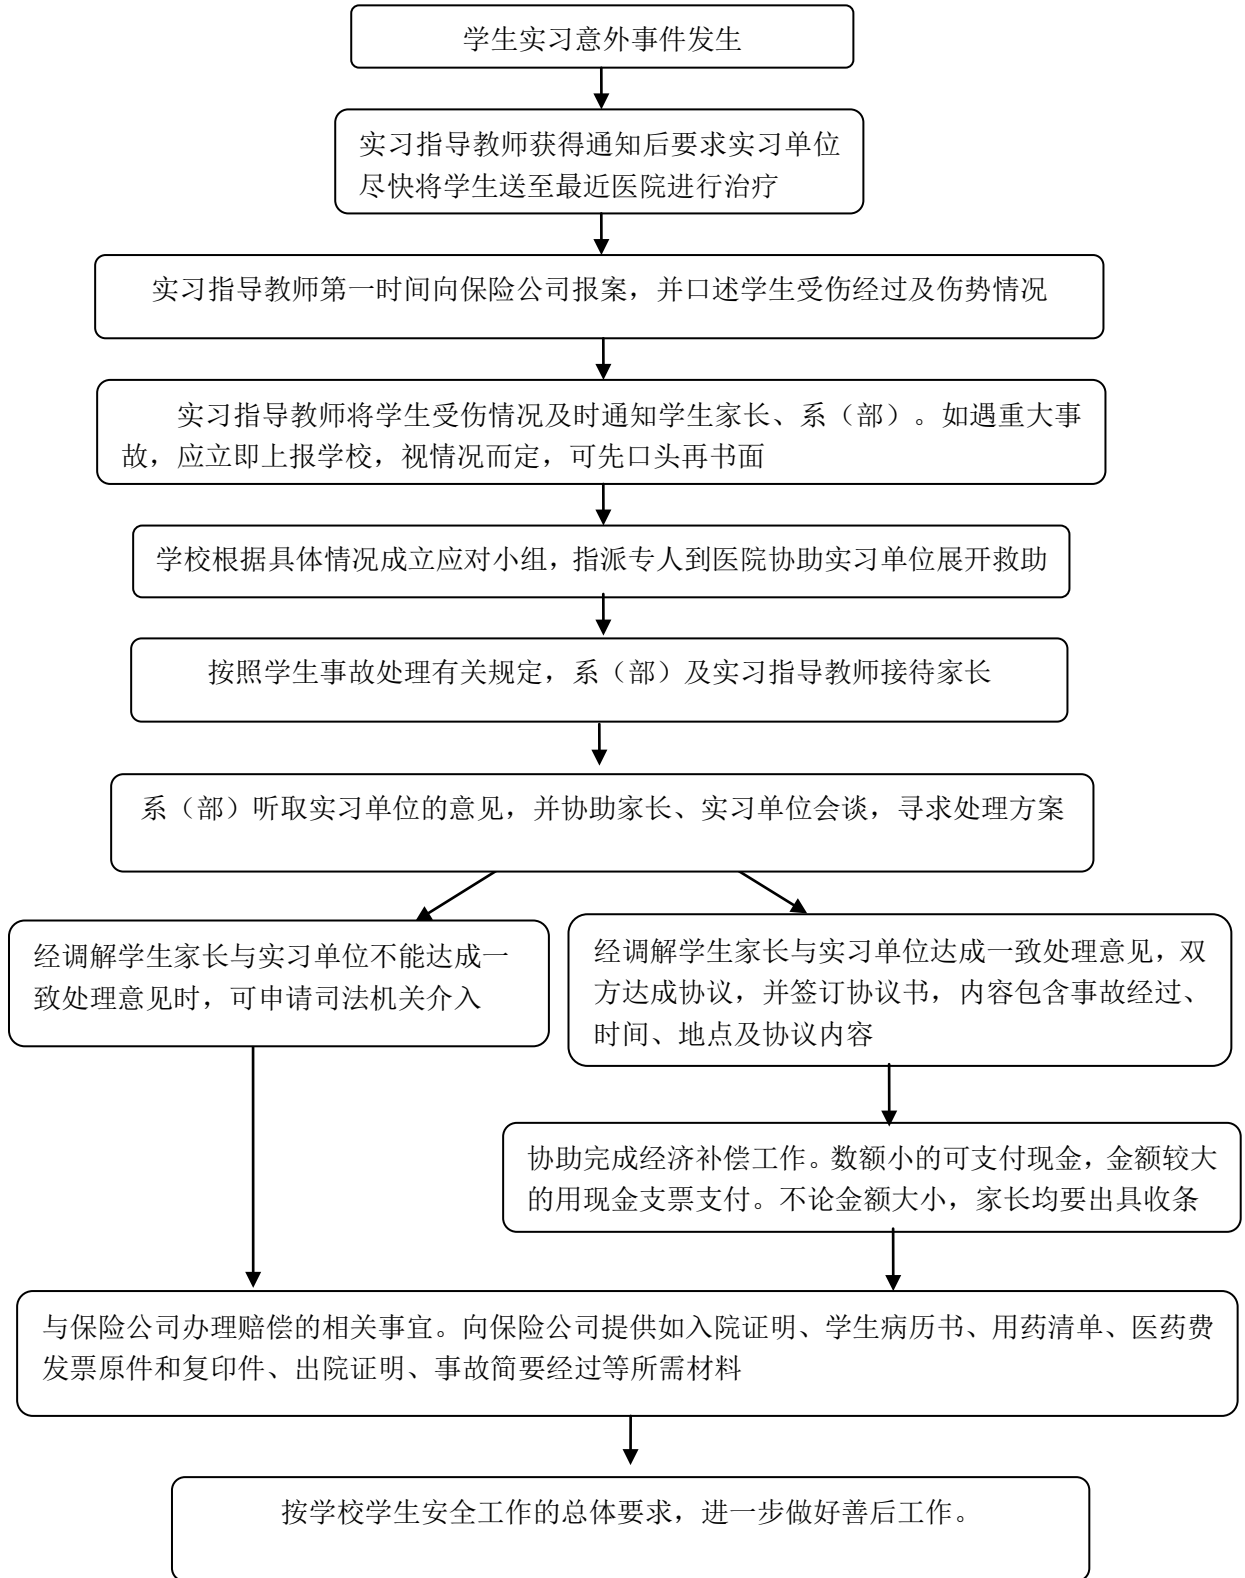 学生实习意外事件发生
实习指导教师获得通知后要求实习单位
尽快将学生送至最近医院进行治疗
实习指导教师第一时间向保险公司报案，并口述学生受伤经过及伤势情况
实习指导教师将学生受伤情况及时通知学生家长、系（部）。如遇重大事
故，应立即上报学校，视情况而定，可先口头再书面
学校根据具体情况成立应对小组，指派专人到医院协助实习单位展开救助
按照学生事故处理有关规定，系（部）及实习指导教师接待家长
系（部）听取实习单位的意见，并协助家长、实习单位会谈，寻求处理方案
经调解学生家长与实习单位不能达成一
致处理意见时，可申请司法机关介入
经调解学生家长与实习单位达成一致处理意见，双
方达成协议，并签订协议书，内容包含事故经过、
时间、地点及协议内容
协助完成经济补偿工作。数额小的可支付现金，金额较大
的用现金支票支付。不论金额大小，家长均要出具收条
与保险公司办理赔偿的相关事宜。向保险公司提供如入院证明、学生病历书、用药清单、医药费
发票原件和复印件、出院证明、事故简要经过等所需材料
按学校学生安全工作的总体要求，进一步做好善后工作。